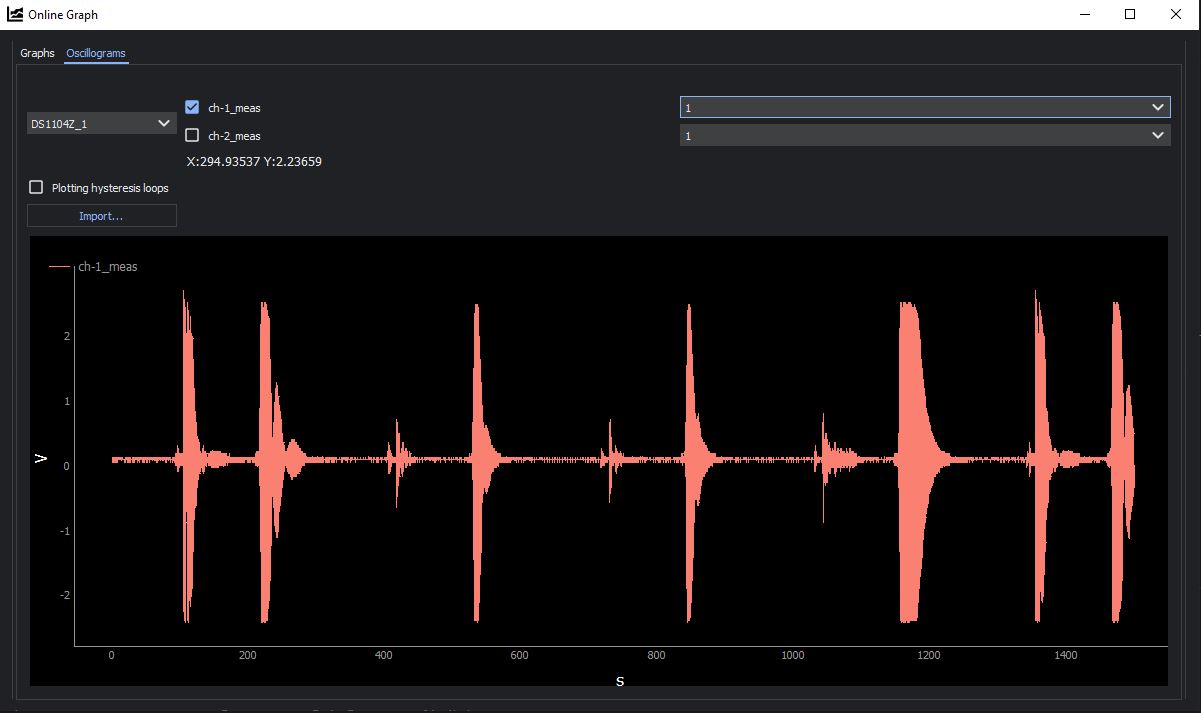 Online Graph
Graphs Oscillograms
ch-1_meas 1
DS1104Z_1
ch-2_meas 1
X:294.93537 Y:2.23659
Plotting hysteresis loops
Import...
ch-1_meas
2
1
V
0
-1
-2
0 200 400 600 800 1000 1200 1400
S